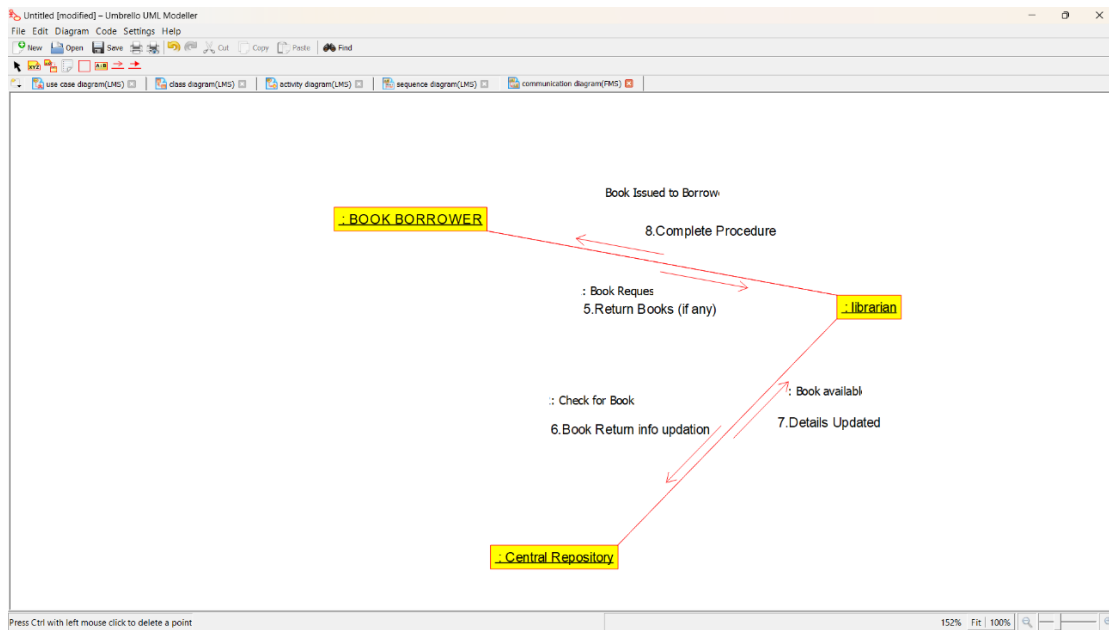 Untitled [modified] – Umbrello UML Modeller
File Edit Diagram Code Settings Help
New Open Save Cut Copy Paste Find
XYZ A B
use case diagram(LMS) class diagram(LMS) activity diagram(LMS) sequence diagram(LMS) communication diagram(FMS)
Book Issued to Borrow
: BOOK BORROWER
8.Complete Procedure
: Book Reques
5.Return Books (if any)
: librarian
: Book availabl
:: Check for Book
7.Details Updated
6.Book Return info updation
: Central Repository
Press Ctrl with left mouse click to delete a point
152% Fit 100%